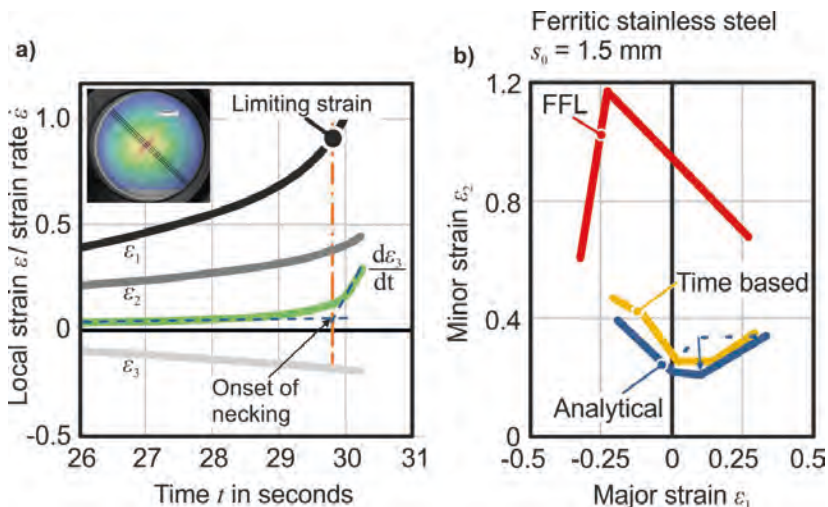 Ferritic stainless steel
s₀ = 1.5 mm
a)
Local strain ε/ strain rate ε̇
1.0
0.5
0
-0.5
Limiting strain
ε₁
ε₂
dε₃
dt
ε₃
Onset of
necking
26 27 28 29 30 31
Time t in seconds
b)
Minor strain ε₂
1.2
0.8
0.4
0
FFL
Time based
Analytical
-0.5 -0.25 0 0.25 0.5
Major strain ε₁